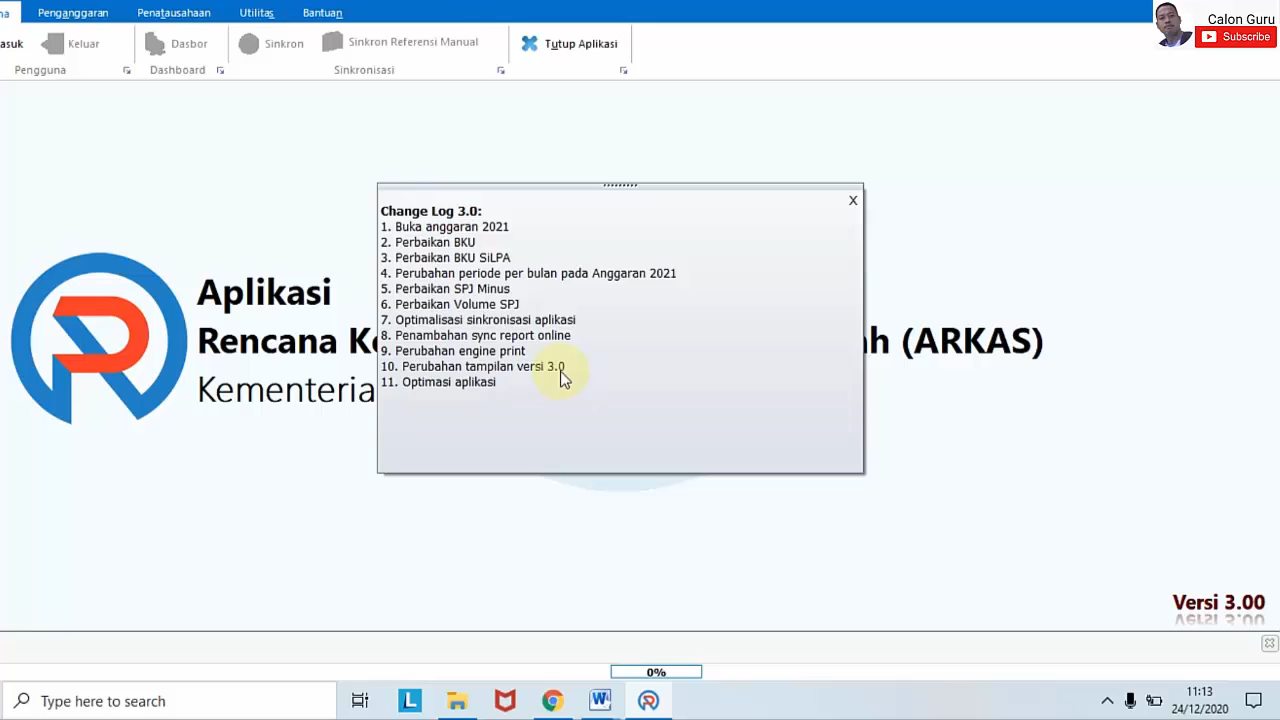 na
Penganggaran
Penatausahaan
Utilitas
Bantuan
Calon Guru
Subscribe
asuk
Keluar
Dasbor
Sinkron
Sinkron Referensi Manual
Tutup Aplikasi
Pengguna
Dashboard
Sinkronisasi
X
Change Log 3.0:
1. Buka anggaran 2021
2. Perbaikan BKU
3. Perbaikan BKU SiLPA
4. Perubahan periode per bulan pada Anggaran 2021
5. Perbaikan SPJ Minus
6. Perbaikan Volume SPJ
7. Optimalisasi sinkronisasi aplikasi
8. Penambahan sync report online
9. Perubahan engine print
10. Perubahan tampilan versi 3.0
11. Optimasi aplikasi
Aplikasi
Rencana Ke ah (ARKAS)
Kementeria
Versi 3.00
0%
Type here to search
11:13
24/12/2020